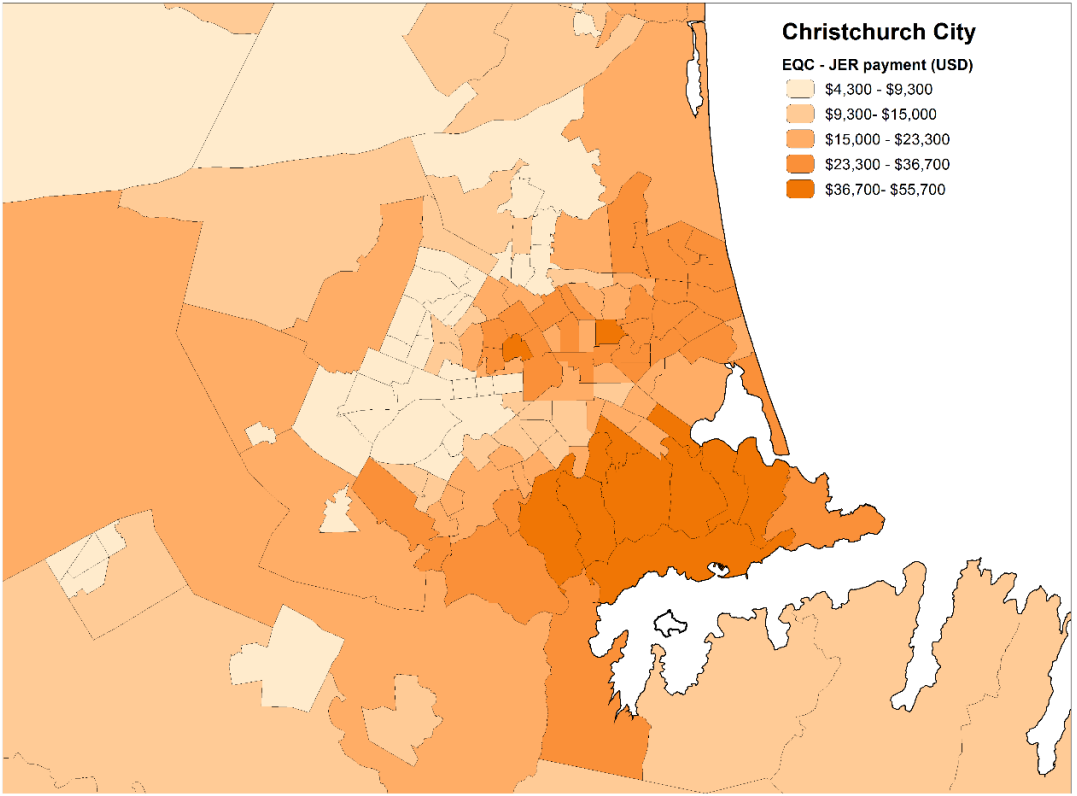 Christchurch City
EQC - JER payment (USD)
$4,300 - $9,300
$9,300- $15,000
$15,000 - $23,300
$23,300 - $36,700
$36,700- $55,700